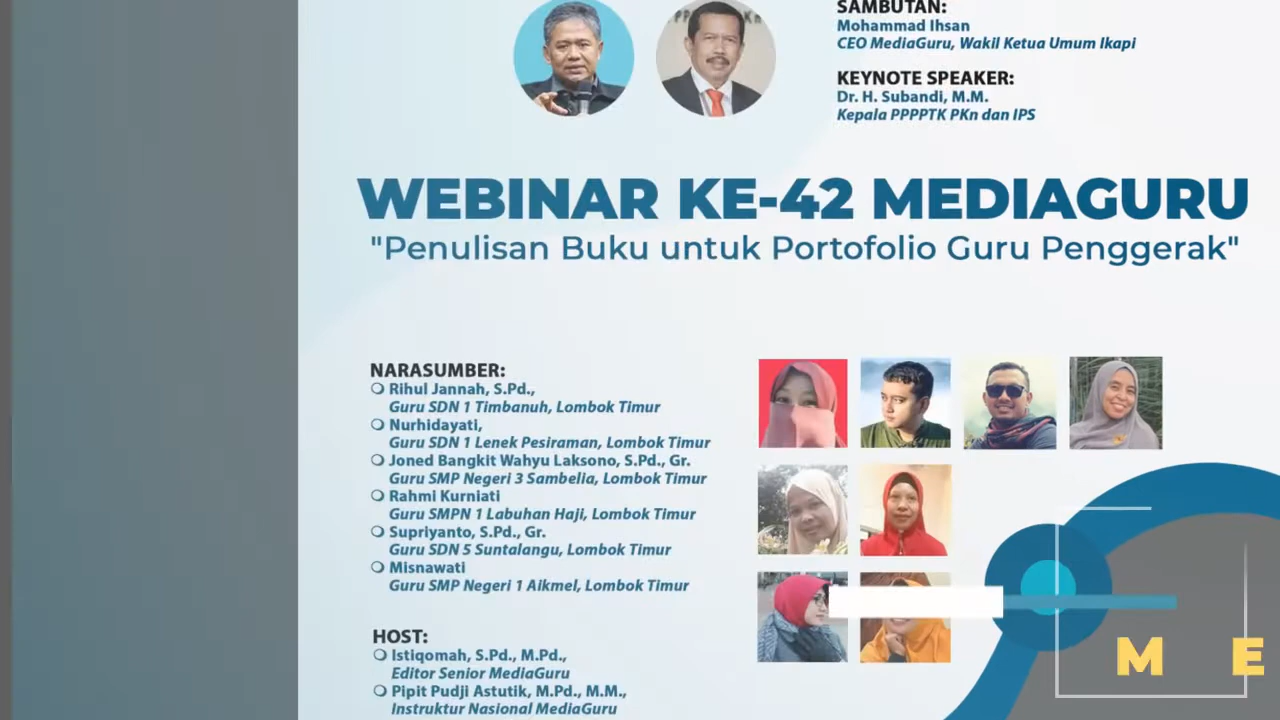 SAMBUTAN:
Mohammad Ihsan
CEO MediaGuru, Wakil Ketua Umum Ikapi
KEYNOTE SPEAKER:
Dr. H. Subandi, M.M.
Kepala PPPPTK PKn dan IPS
WEBINAR KE-42 MEDIAGURU
"Penulisan Buku untuk Portofolio Guru Penggerak"
NARASUMBER:
Rihul Jannah, S.Pd.,
Guru SDN 1 Timbanuh, Lombok Timur
Nurhidayati,
Guru SDN 1 Lenek Pesiraman, Lombok Timur
Joned Bangkit Wahyu Laksono, S.Pd., Gr.
Guru SMP Negeri 3 Sambelia, Lombok Timur
Rahmi Kurniati
Guru SMPN 1 Labuhan Haji, Lombok Timur
Supriyanto, S.Pd., Gr.
Guru SDN 5 Suntalangu, Lombok Timur
Misnawati
Guru SMP Negeri 1 Aikmel, Lombok Timur
HOST:
Istiqomah, S.Pd., M.Pd.,
Editor Senior MediaGuru
Pipit Pudji Astutik, M.Pd., M.M.,
Instruktur Nasional MediaGuru
M E